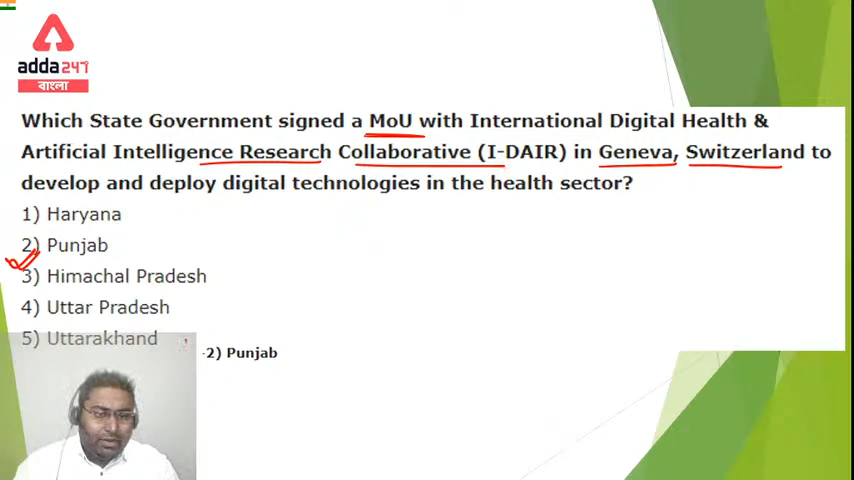 adda247
বাংলা
Which State Government signed a MoU with International Digital Health &
Artificial Intelligence Research Collaborative (I-DAIR) in Geneva, Switzerland to
develop and deploy digital technologies in the health sector?
1) Haryana
2) Punjab
3) Himachal Pradesh
4) Uttar Pradesh
5) Uttarakhand
-2) Punjab